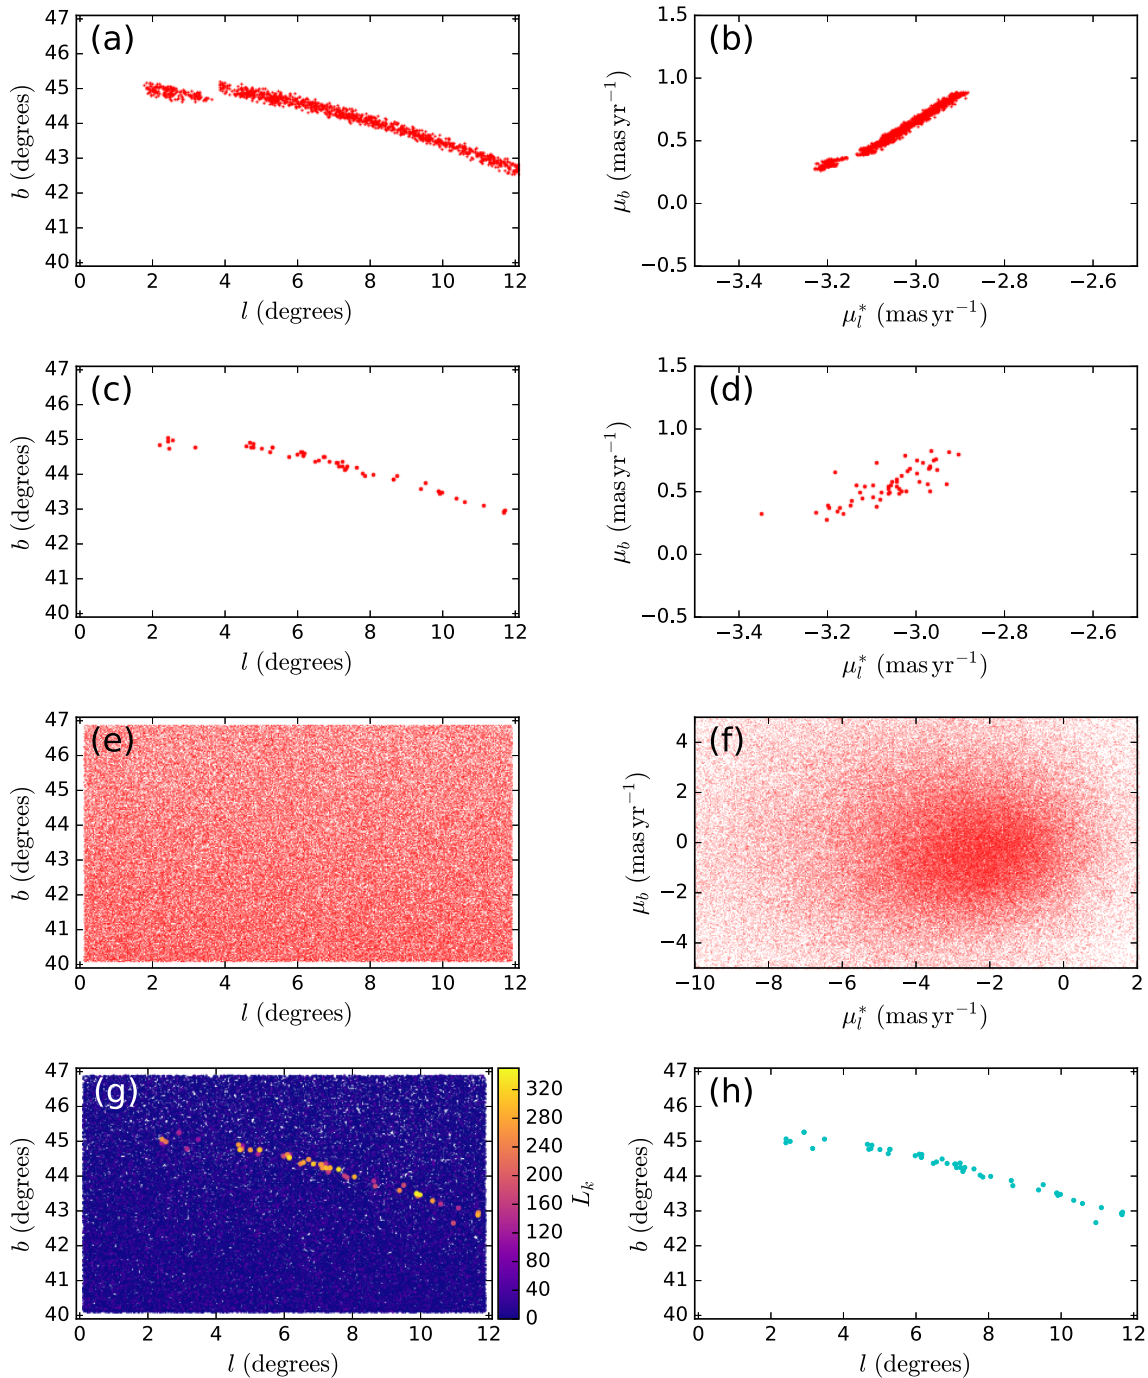 (a)
47
46
45
44
43
42
41
40
b (degrees)
0 2 4 6 8 10 12
l (degrees)
(b)
1.5
1.0
0.5
0.0
−0.5
μ_b (mas yr⁻¹)
−3.4 −3.2 −3.0 −2.8 −2.6
μ_l^* (mas yr⁻¹)
(c)
47
46
45
44
43
42
41
40
b (degrees)
0 2 4 6 8 10 12
l (degrees)
(d)
1.5
1.0
0.5
0.0
−0.5
μ_b (mas yr⁻¹)
−3.4 −3.2 −3.0 −2.8 −2.6
μ_l^* (mas yr⁻¹)
(e)
47
46
45
44
43
42
41
40
b (degrees)
0 2 4 6 8 10 12
l (degrees)
(f)
4
2
0
−2
−4
μ_b (mas yr⁻¹)
−10 −8 −6 −4 −2 0 2
μ_l^* (mas yr⁻¹)
(g)
47
46
45
44
43
42
41
40
b (degrees)
0 2 4 6 8 10 12
l (degrees)
320
280
240
200
160
120
80
40
0
L_k
(h)
47
46
45
44
43
42
41
40
b (degrees)
0 2 4 6 8 10 12
l (degrees)